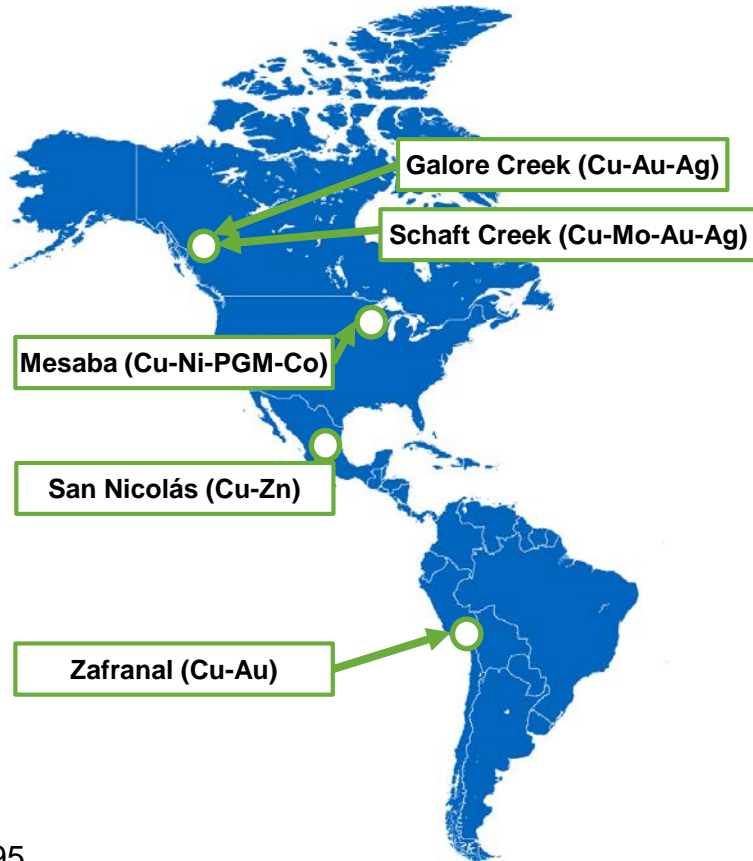 Galore Creek (Cu-Au-Ag)
Schaft Creek (Cu-Mo-Au-Ag)
Mesaba (Cu-Ni-PGM-Co)
San Nicolás (Cu-Zn)
Zafranal (Cu-Au)
95